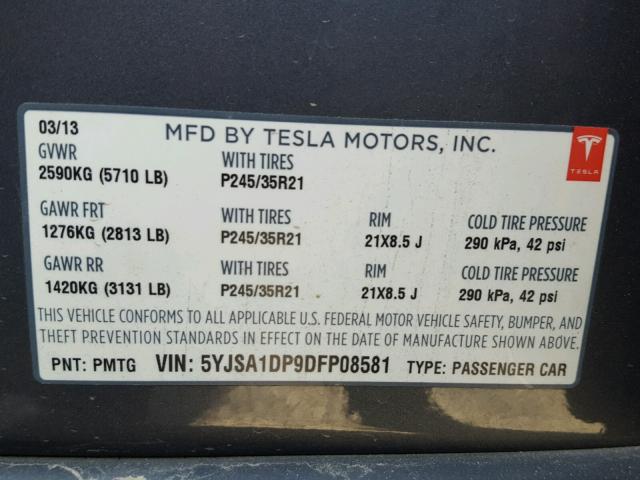 03/13 MFD BY TESLA MOTORS, INC.
TESLA
GVWR WITH TIRES
2590KG (5710 LB) P245/35R21
GAWR FRT WITH TIRES RIM COLD TIRE PRESSURE
1276KG (2813 LB) P245/35R21 21X8.5 J 290 kPa, 42 psi
GAWR RR WITH TIRES RIM COLD TIRE PRESSURE
1420KG (3131 LB) P245/35R21 21X8.5 J 290 kPa, 42 psi
THIS VEHICLE CONFORMS TO ALL APPLICABLE U.S. FEDERAL MOTOR VEHICLE SAFETY, BUMPER, AND
THEFT PREVENTION STANDARDS IN EFFECT ON THE DATE OF MANUFACTURE SHOWN ABOVE.
PNT: PMTG VIN: 5YJSA1DP9DFP08581 TYPE: PASSENGER CAR